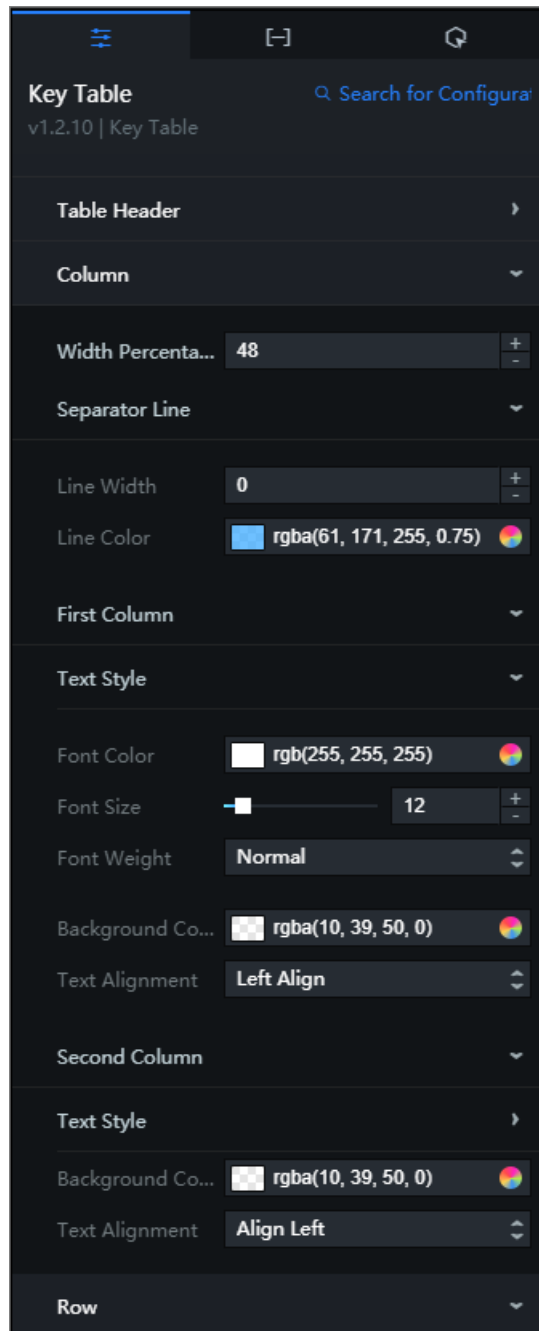 Key Table
Search for Configurat
v1.2.10 | Key Table
Table Header
Column
Width Percenta... 48
Separator Line
Line Width 0
Line Color rgba(61, 171, 255, 0.75)
First Column
Text Style
Font Color rgb(255, 255, 255)
Font Size 12
Font Weight Normal
Background Co... rgba(10, 39, 50, 0)
Text Alignment Left Align
Second Column
Text Style
Background Co... rgba(10, 39, 50, 0)
Text Alignment Align Left
Row